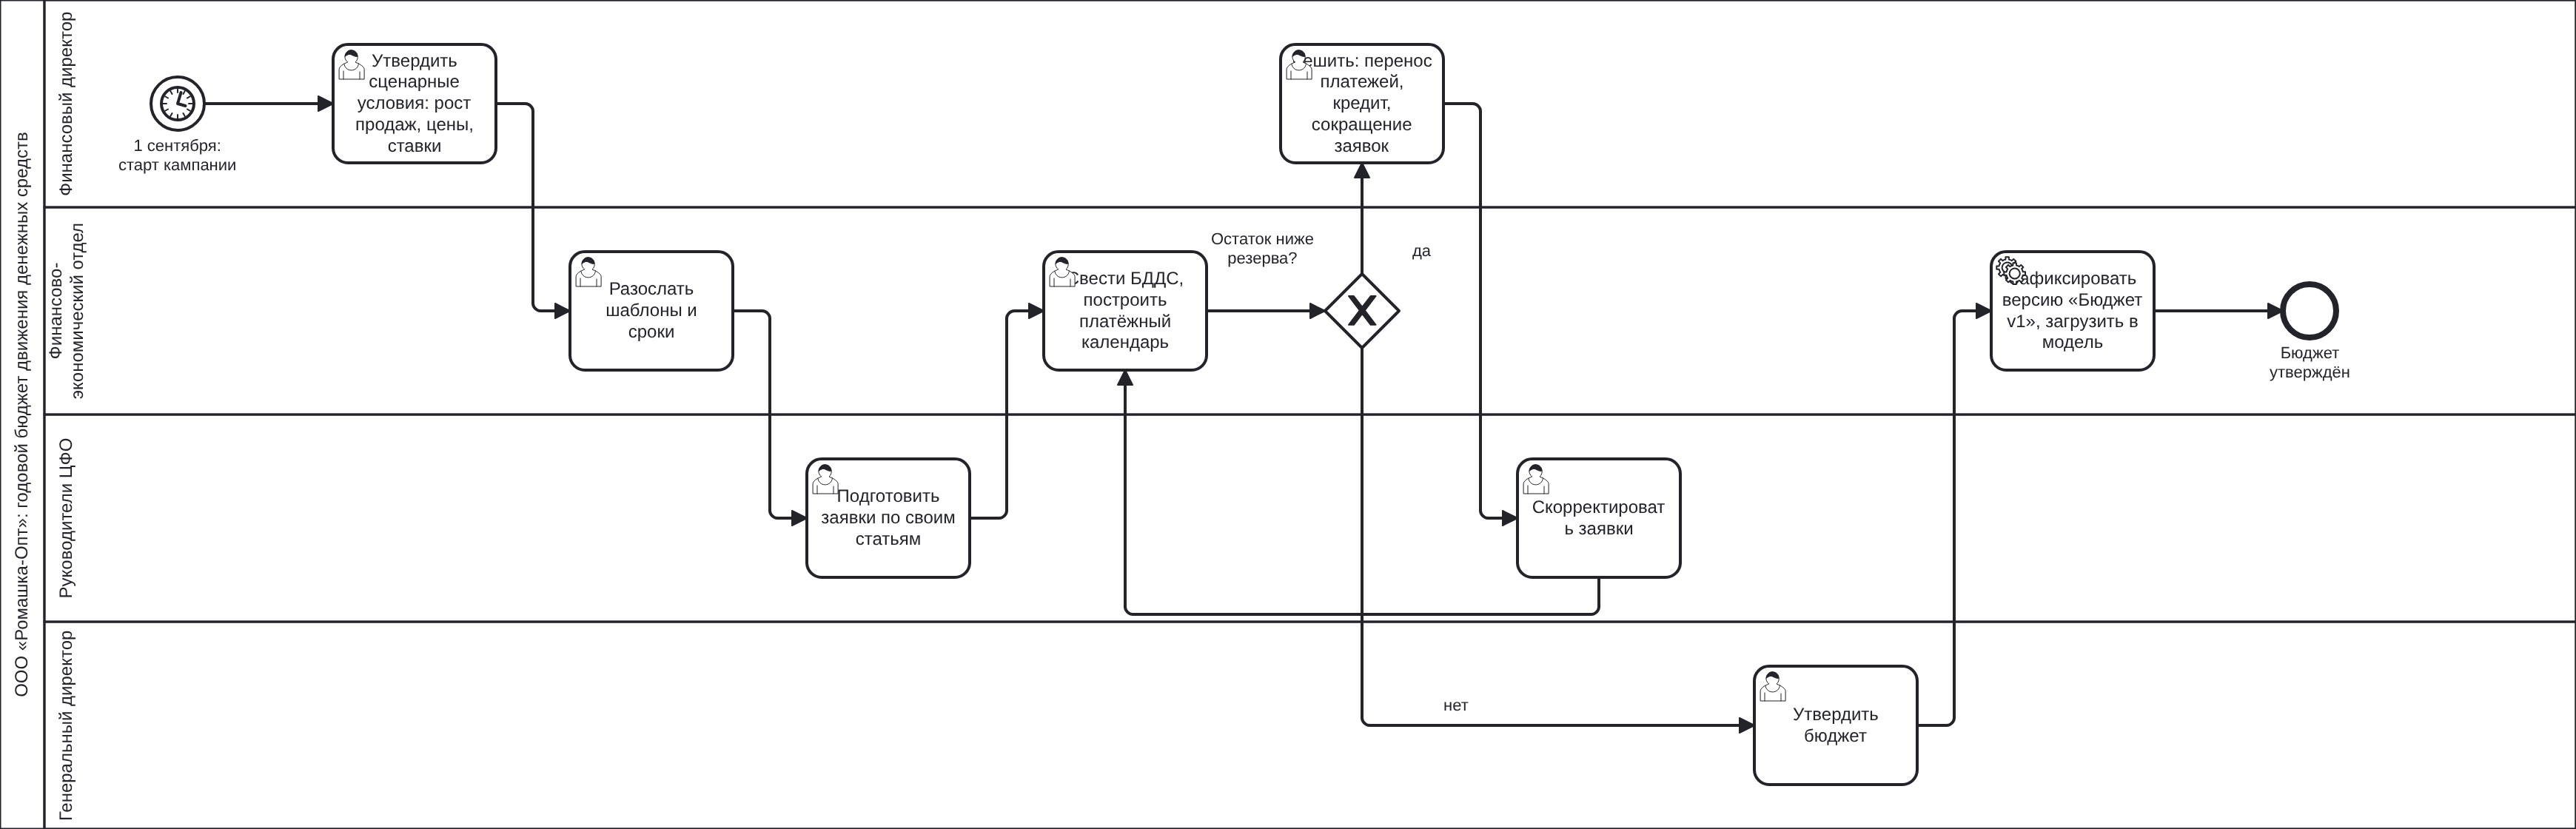 ООО «Ромашка-Опт»: годовой бюджет движения денежных средств
Финансовый директор
1 сентября:
старт кампании
Утвердить
сценарные
условия: рост
продаж, цены,
ставки
ешить: перенос
платежей,
кредит,
сокращение
заявок
Финансово-
экономический отдел
Разослать
шаблоны и
сроки
Свести БДДС,
построить
платёжный
календарь
Остаток ниже
резерва?
да
афиксировать
версию «Бюджет
v1», загрузить в
модель
Бюджет
утверждён
Руководители ЦФО
Подготовить
заявки по своим
статьям
Скорректироват
ь заявки
Генеральный директор
нет
Утвердить
бюджет